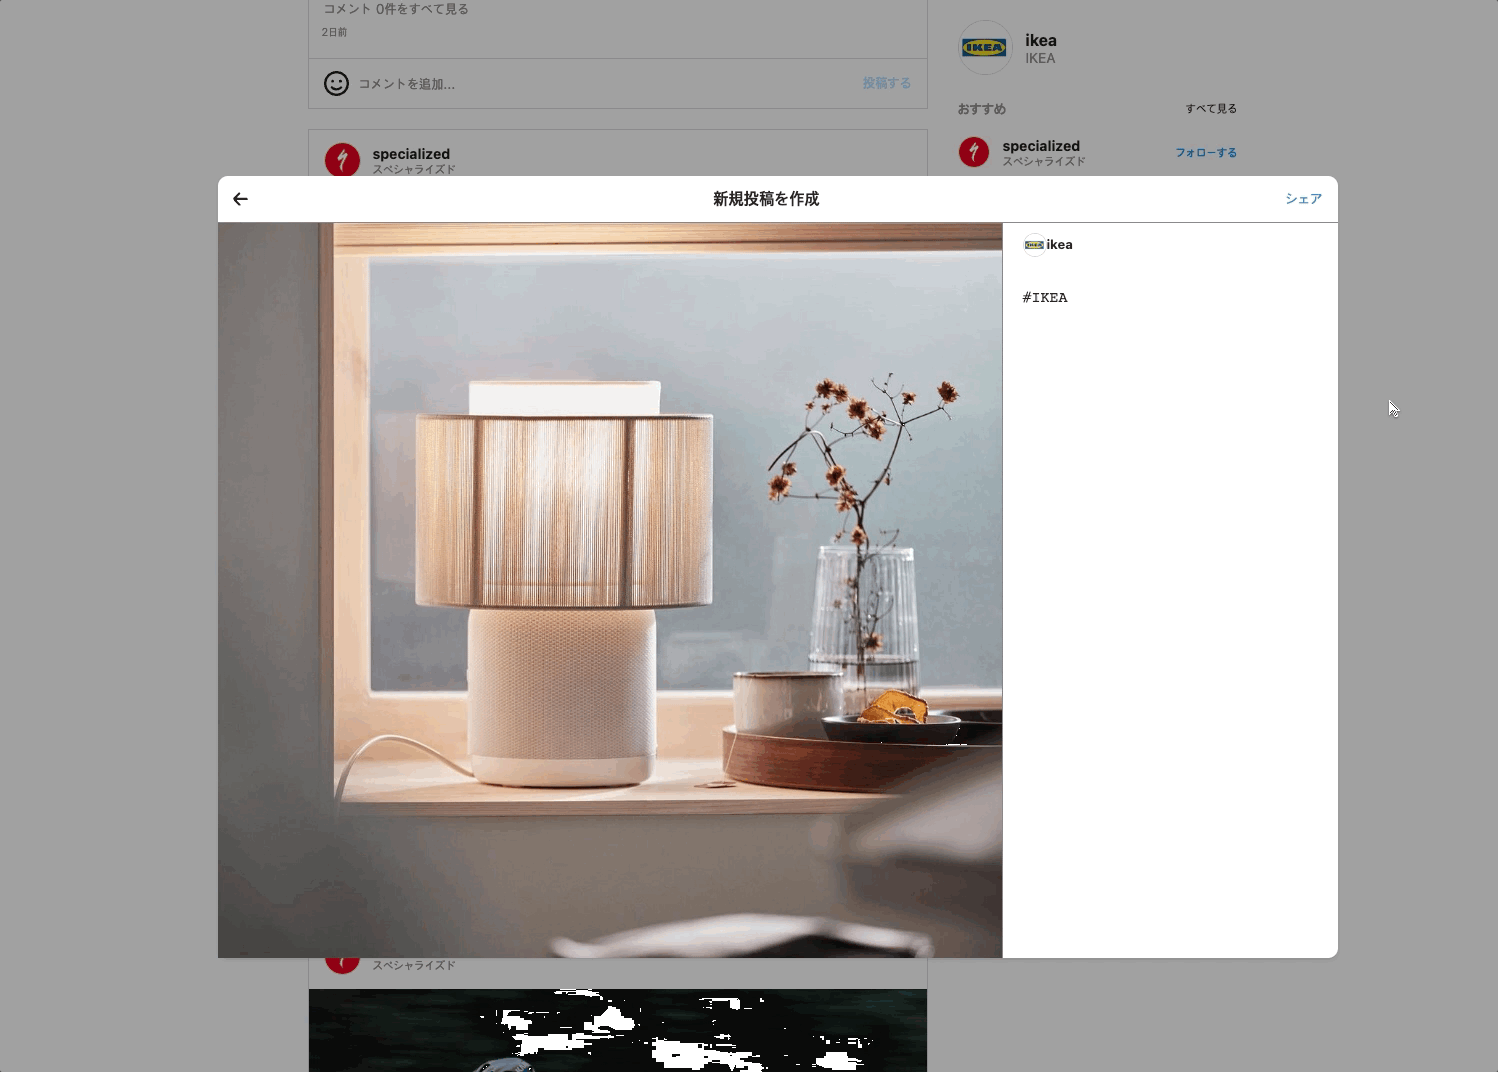 コメント 0件をすべて見る
2日前
コメントを追加...
投稿する
specialized
スペシャライズド
IKEA
ikea
IKEA
おすすめ
すべて見る
specialized
スペシャライズド
フォローする
新規投稿を作成
シェア
IKEA
ikea
#IKEA
スペシャライズド